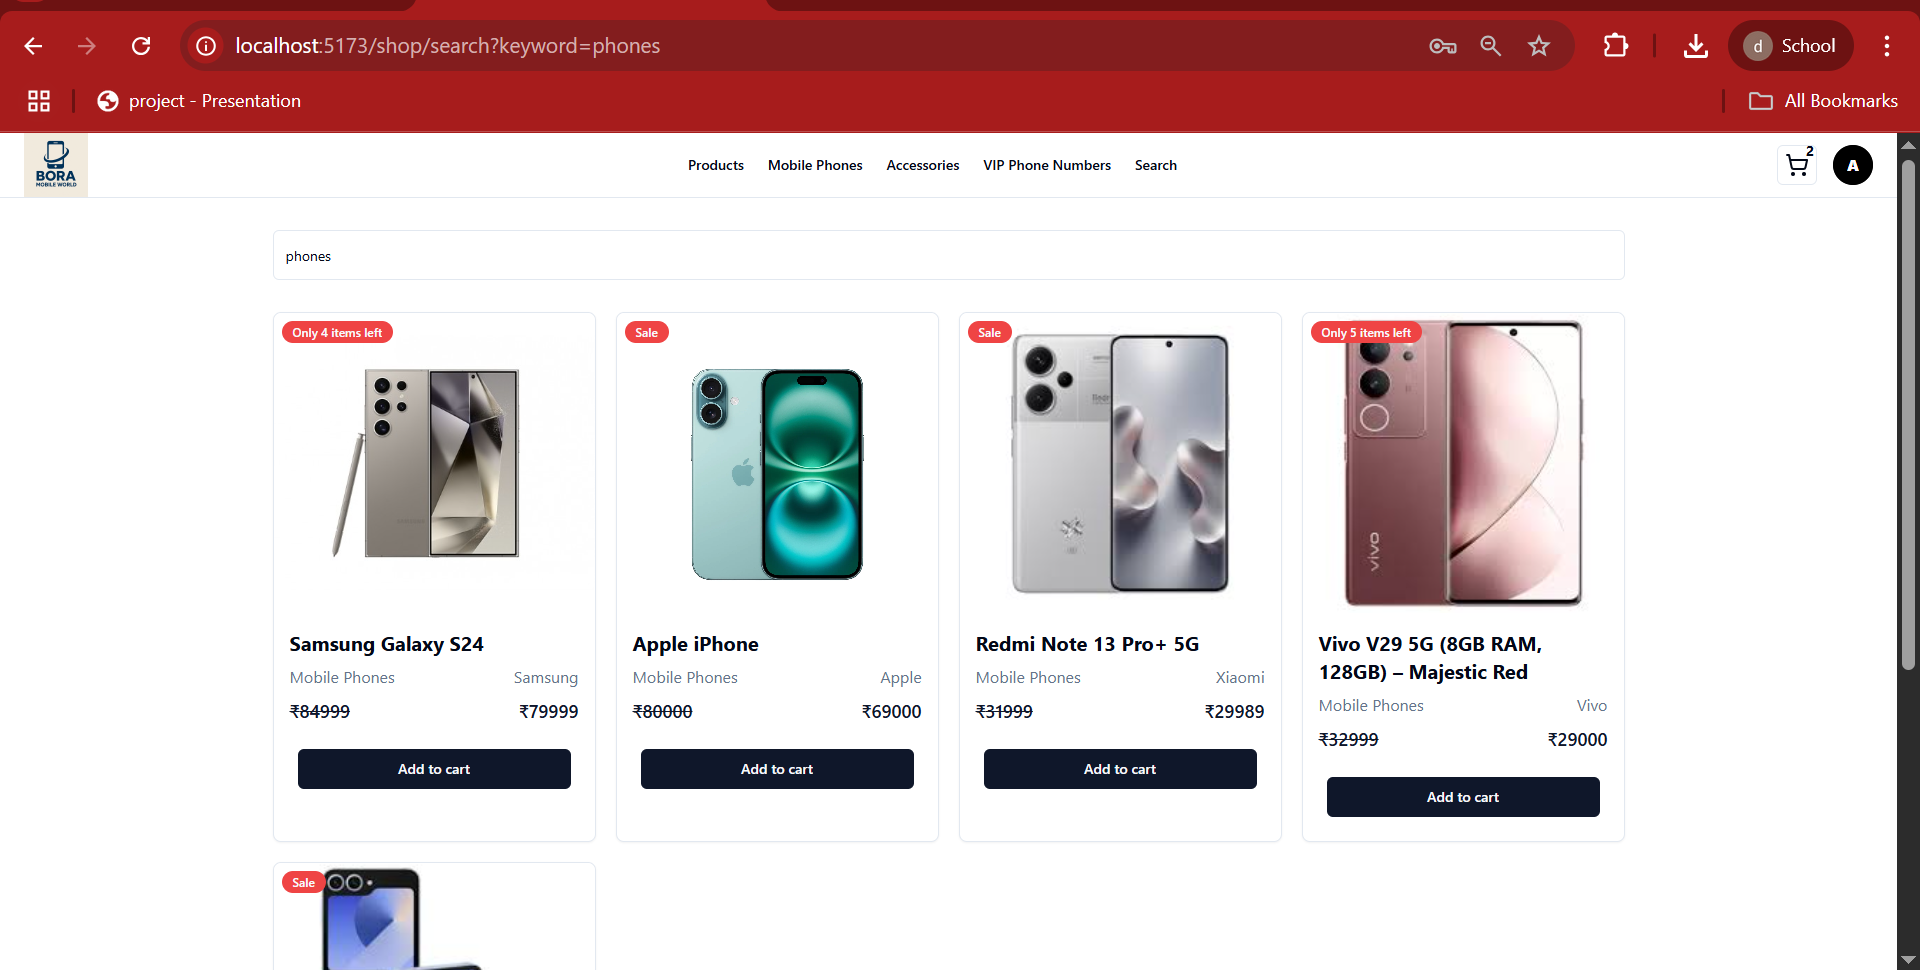 localhost:5173/shop/search?keyword=phones
d School
project - Presentation
All Bookmarks
BORA
MOBILE WORLD
Products Mobile Phones Accessories VIP Phone Numbers Search
2
A
phones
Only 4 items left
Samsung Galaxy S24
Mobile Phones Samsung
₹84999 ₹79999
Add to cart
Sale
Apple iPhone
Mobile Phones Apple
₹80000 ₹69000
Add to cart
Sale
Redmi Note 13 Pro+ 5G
Mobile Phones Xiaomi
₹31999 ₹29989
Add to cart
Only 5 items left
vivo
Vivo V29 5G (8GB RAM,
128GB) – Majestic Red
Mobile Phones Vivo
₹32999 ₹29000
Add to cart
Sale